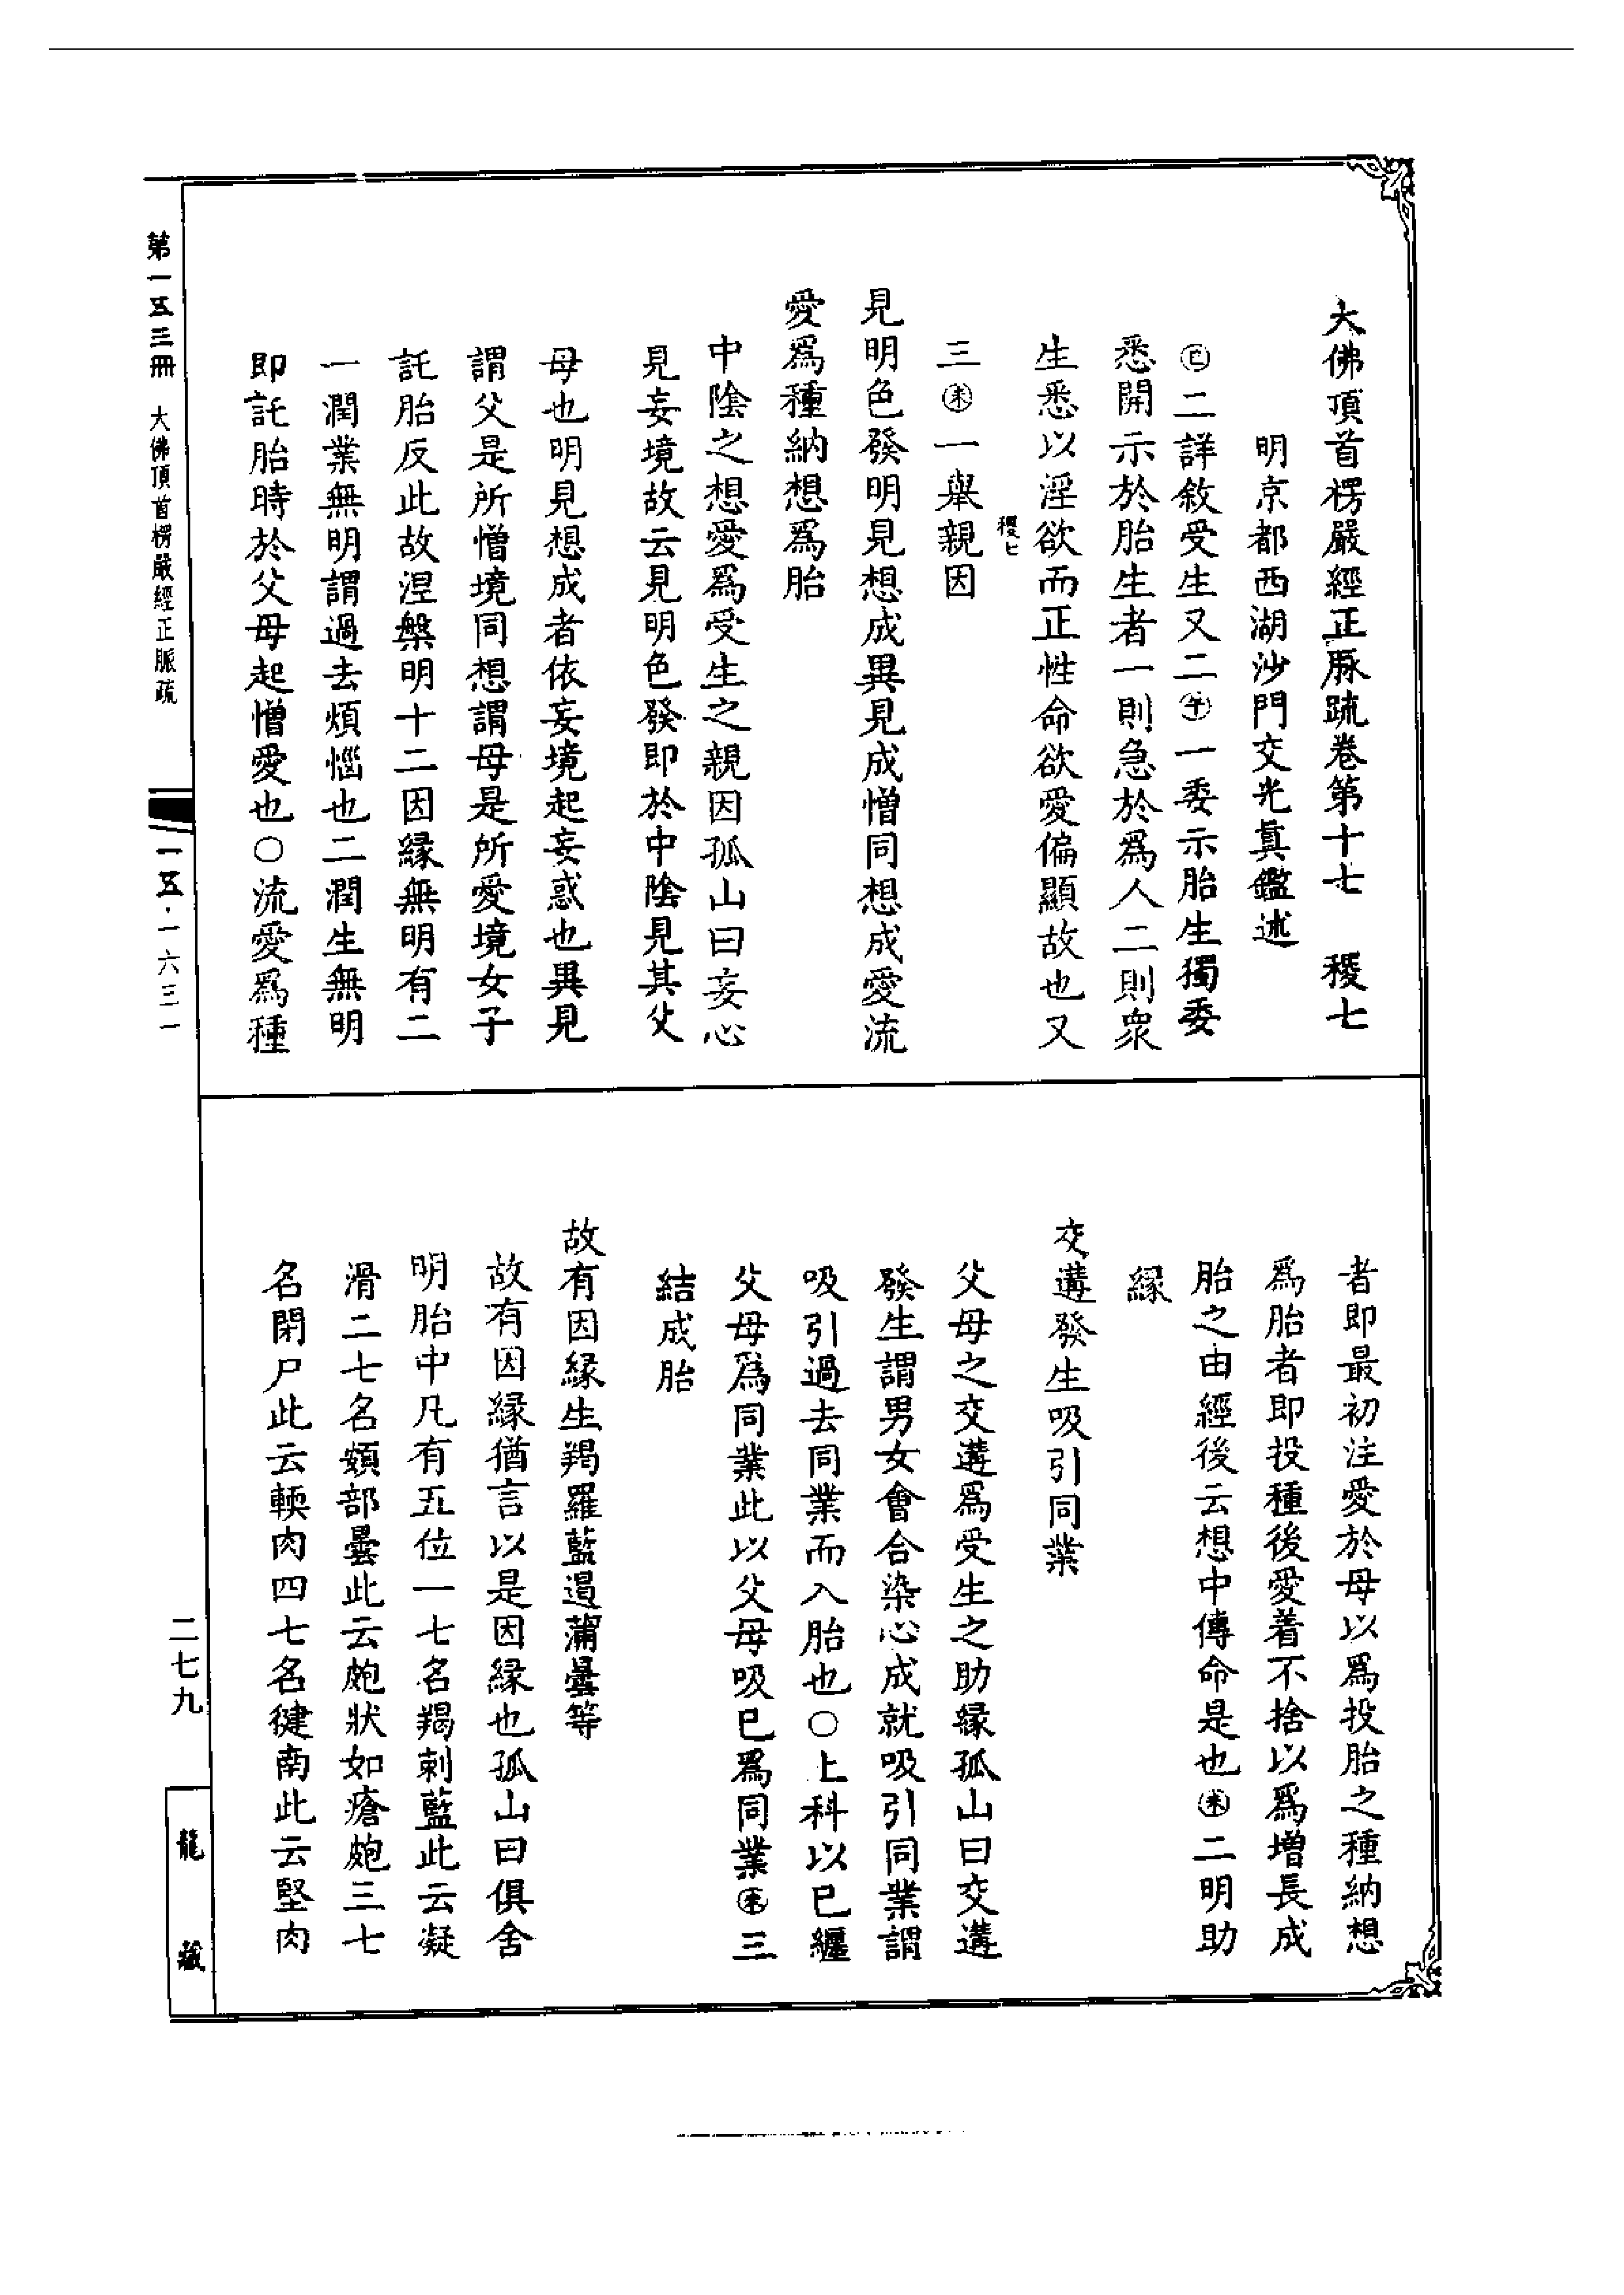 大佛頂首楞嚴經正脉疏卷第十七　稷七
明京都西湖沙門交光真鑑述
㊁二詳敘受生又二㊌一委示胎生獨委
悉開示於胎生者一則急於爲人二則衆
生悉以淫欲而正性命欲愛偏顯故也又
稷七
三㊍一舉親因
見明色發明見想成異見成憎同想成愛流
愛爲種納想爲胎
中陰之想愛爲受生之親因孤山曰妄心
見妄境故云見明色發即於中陰見其父
母也明見想成者依妄境起妄惑也異見
謂父是所憎境同想謂母是所愛境女子
託胎反此故涅槃明十二因緣無明有二
一潤業無明謂過去煩惱也二潤生無明
即託胎時於父母起憎愛也○流愛爲種
者即最初注愛於母以爲投胎之種納想
爲胎者即投種後愛着不捨以爲增長成
胎之由經後云想中傳命是也㊍二明助
緣
交遘發生吸引同業
父母之交遘爲受生之助緣孤山曰交遘
發生謂男女會合染心成就吸引同業謂
吸引過去同業而入胎也○上科以已纏
父母爲同業此以父母吸已爲同業㊍三
結成胎
故有因緣生羯羅藍遏蒲曇等
故有因緣猶言以是因緣也孤山曰俱舍
明胎中凡有五位一七名羯剌藍此云凝
滑二七名頞部曇此云皰狀如瘡皰三七
名閉尸此云輭肉四七名健南此云堅肉
第一五三冊　大佛頂首楞嚴經正脈疏
一五·一六三一
二七九
龍藏